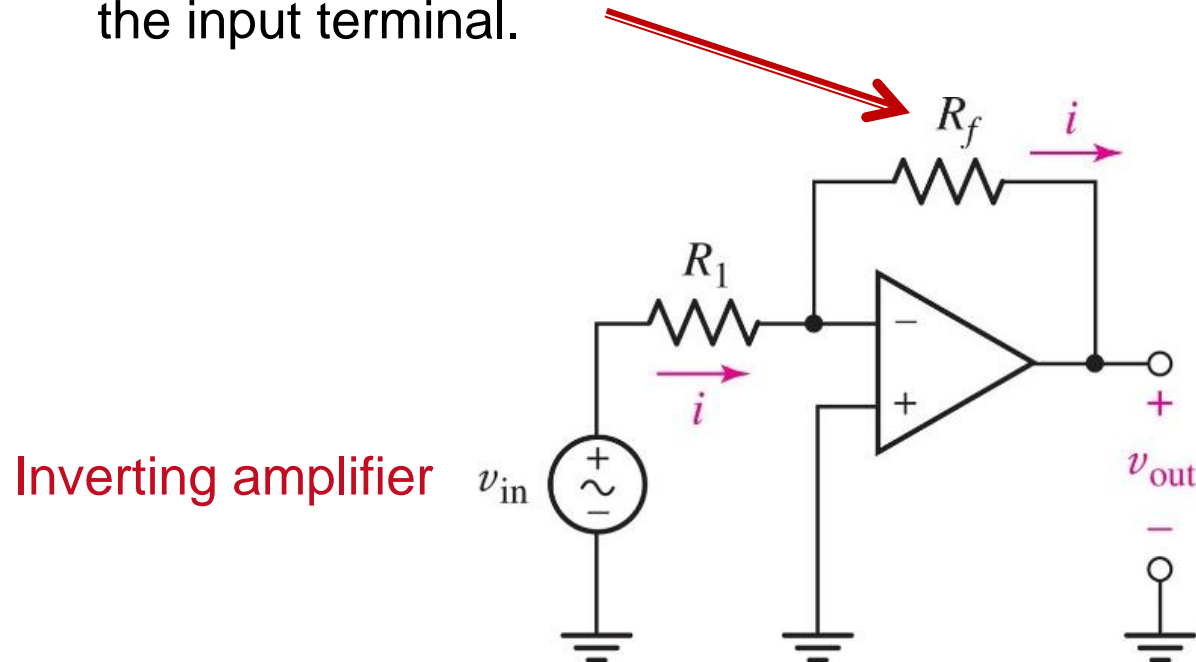 the input terminal.
R_f
i
R_1
−
i
+
+
Inverting amplifier
v_in
+
∼
−
v_out
−